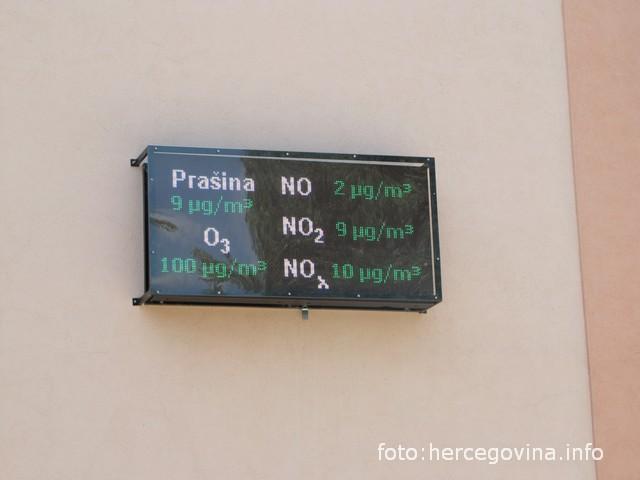 Prašina
9 µg/m³
O₃
100 µg/m³
NO 2 µg/m³
NO₂ 9 µg/m³
NOₓ 10 µg/m³
foto:hercegovina.info